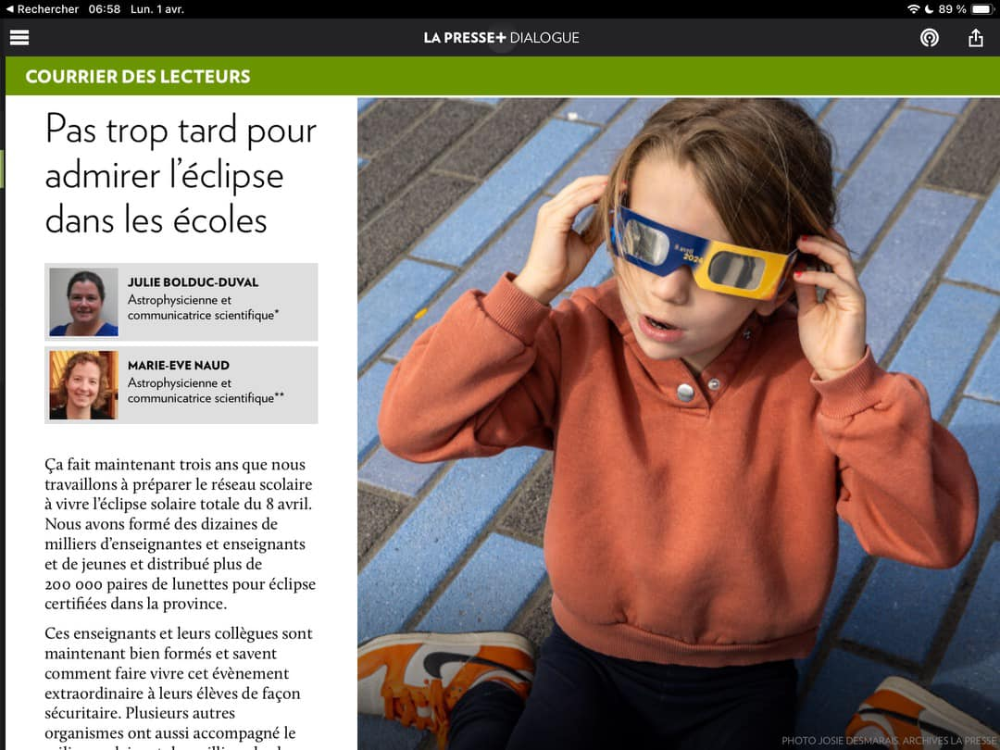 Rechercher 06:58 Lun. 1 avr.
89 %
LA PRESSE+ DIALOGUE
COURRIER DES LECTEURS
Pas trop tard pour
admirer l’éclipse
dans les écoles
JULIE BOLDUC-DUVAL
Astrophysicienne et
communicatrice scientifique*
MARIE-EVE NAUD
Astrophysicienne et
communicatrice scientifique**
Ça fait maintenant trois ans que nous
travaillons à préparer le réseau scolaire
à vivre l’éclipse solaire totale du 8 avril.
Nous avons formé des dizaines de
milliers d’enseignantes et enseignants
et de jeunes et distribué plus de
200 000 paires de lunettes pour éclipse
certifiées dans la province.
Ces enseignants et leurs collègues sont
maintenant bien formés et savent
comment faire vivre cet évènement
extraordinaire à leurs élèves de façon
sécuritaire. Plusieurs autres
organismes ont aussi accompagné le
8 avril
2024
PHOTO JOSIE DESMARAIS, ARCHIVES LA PRESSE